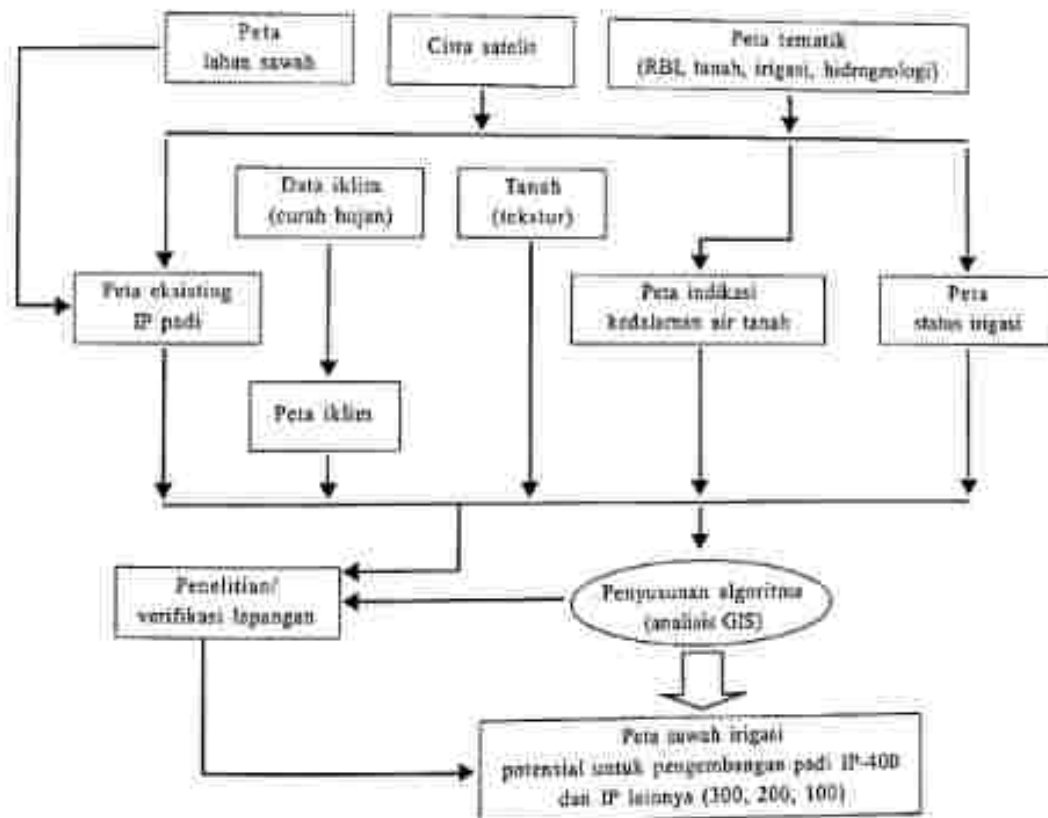 Peta
lahan sawah
Citra satelit
Peta tematik
(RBI, tanah, irigasi, hidrogeologi)
Data iklim
(curah hujan)
Tanah
(tekstur)
Peta eksisting
IP padi
Peta indikasi
kedalaman air tanah
Peta
status irigasi
Peta iklim
Penelitian/
verifikasi lapangan
Penyusunan algoritma
(analisis GIS)
Peta sawah irigasi
potensial untuk pengembangan padi IP-400
dan IP lainnya (300, 200, 100)